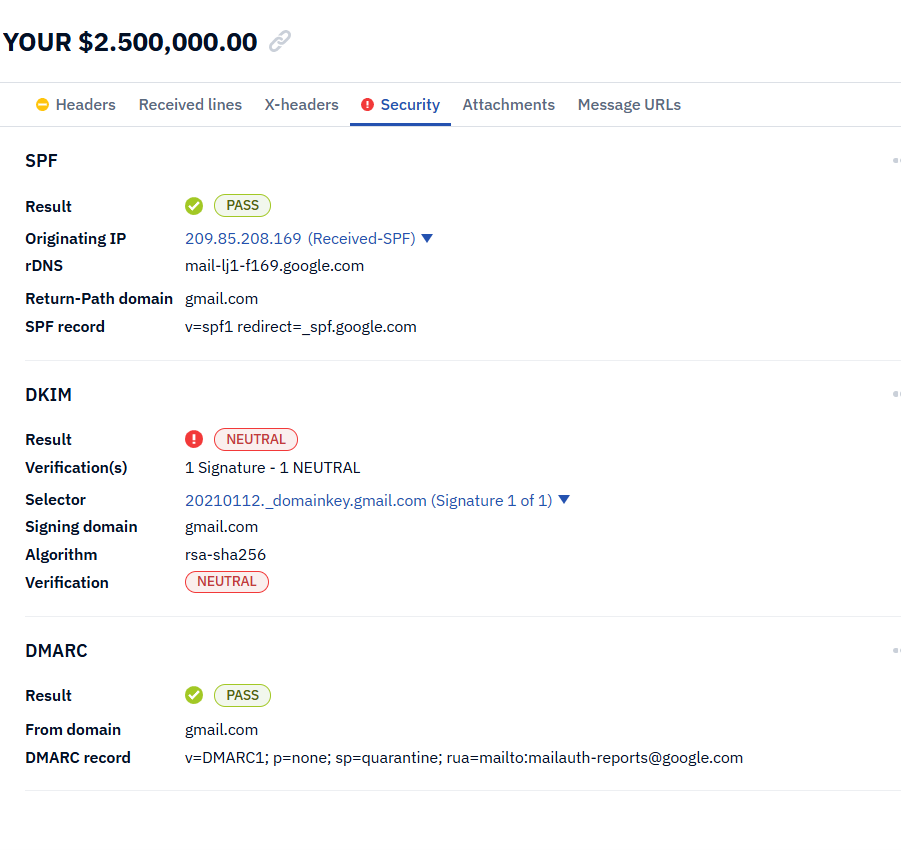 YOUR $2.500,000.00
Headers Received lines X-headers Security Attachments Message URLs
SPF
Result PASS
Originating IP 209.85.208.169 (Received-SPF)
rDNS mail-lj1-f169.google.com
Return-Path domain gmail.com
SPF record v=spf1 redirect=_spf.google.com
DKIM
Result NEUTRAL
Verification(s) 1 Signature - 1 NEUTRAL
Selector 20210112._domainkey.gmail.com (Signature 1 of 1)
Signing domain gmail.com
Algorithm rsa-sha256
Verification NEUTRAL
DMARC
Result PASS
From domain gmail.com
DMARC record v=DMARC1; p=none; sp=quarantine; rua=mailto:mailauth-reports@google.com